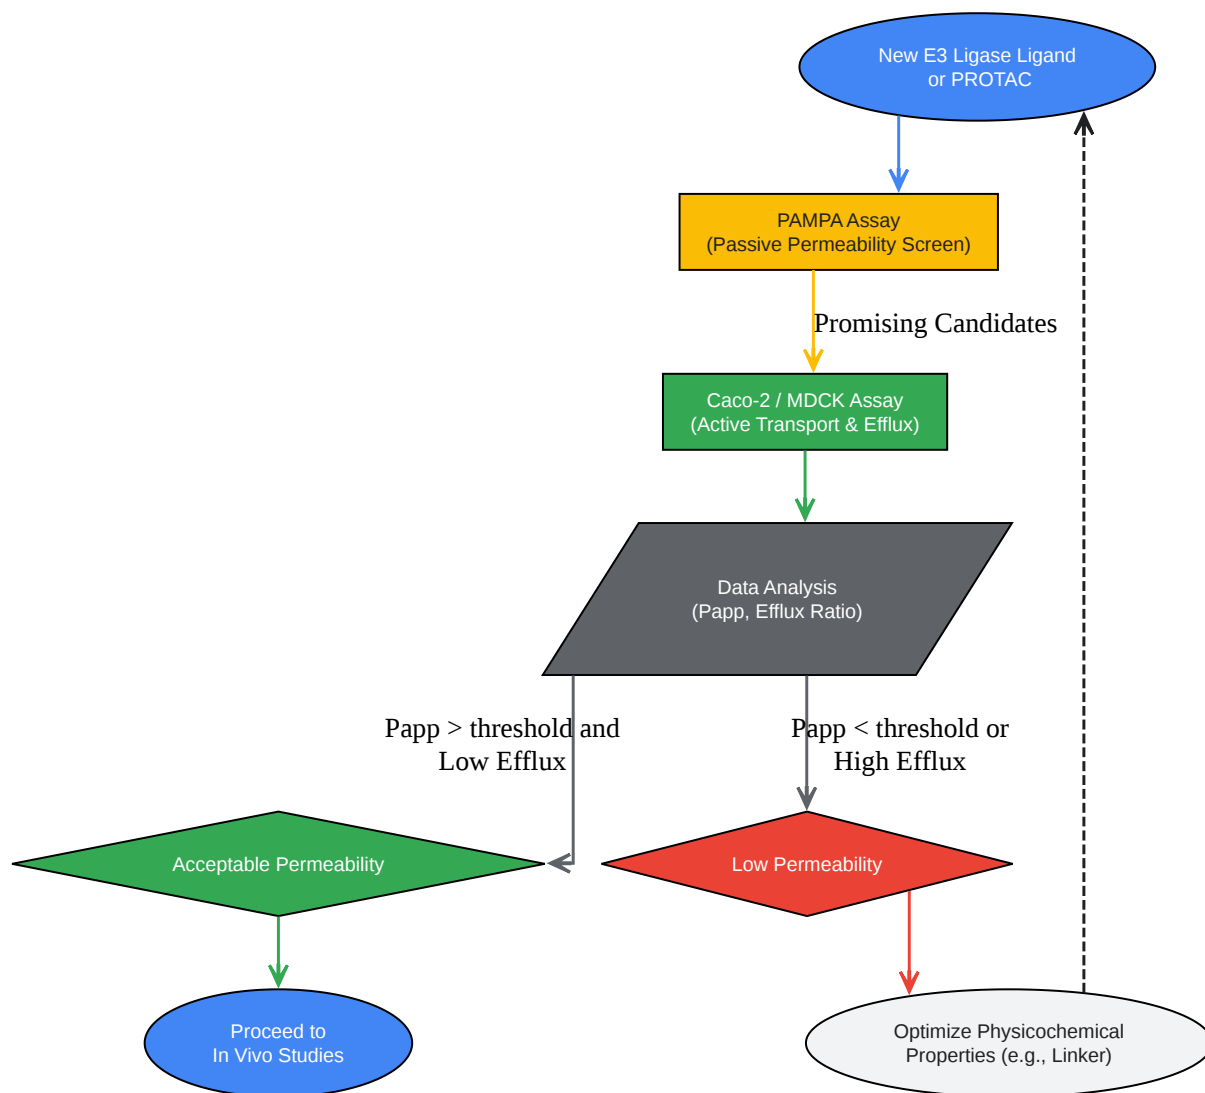 New E3 Ligase Ligand
or PROTAC
PAMPA Assay
(Passive Permeability Screen)
Promising Candidates
Caco-2 / MDCK Assay
(Active Transport & Efflux)
Data Analysis
(Papp, Efflux Ratio)
Papp > threshold and
Low Efflux
Papp < threshold or
High Efflux
Acceptable Permeability
Low Permeability
Proceed to
In Vivo Studies
Optimize Physicochemical
Properties (e.g., Linker)